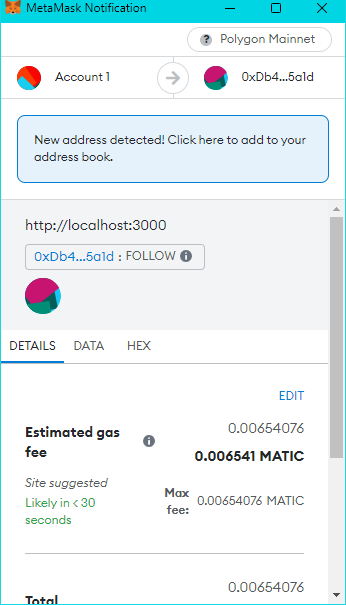 MetaMask Notification
Polygon Mainnet
Account 1
0xDb4...5a1d
New address detected! Click here to add to your
address book.
http://localhost:3000
0xDb4...5a1d : FOLLOW
DETAILS DATA HEX
EDIT
Estimated gas
fee
0.00654076
0.006541 MATIC
Site suggested
Likely in < 30
seconds
Max
fee:
0.00654076 MATIC
0.00654076
Total